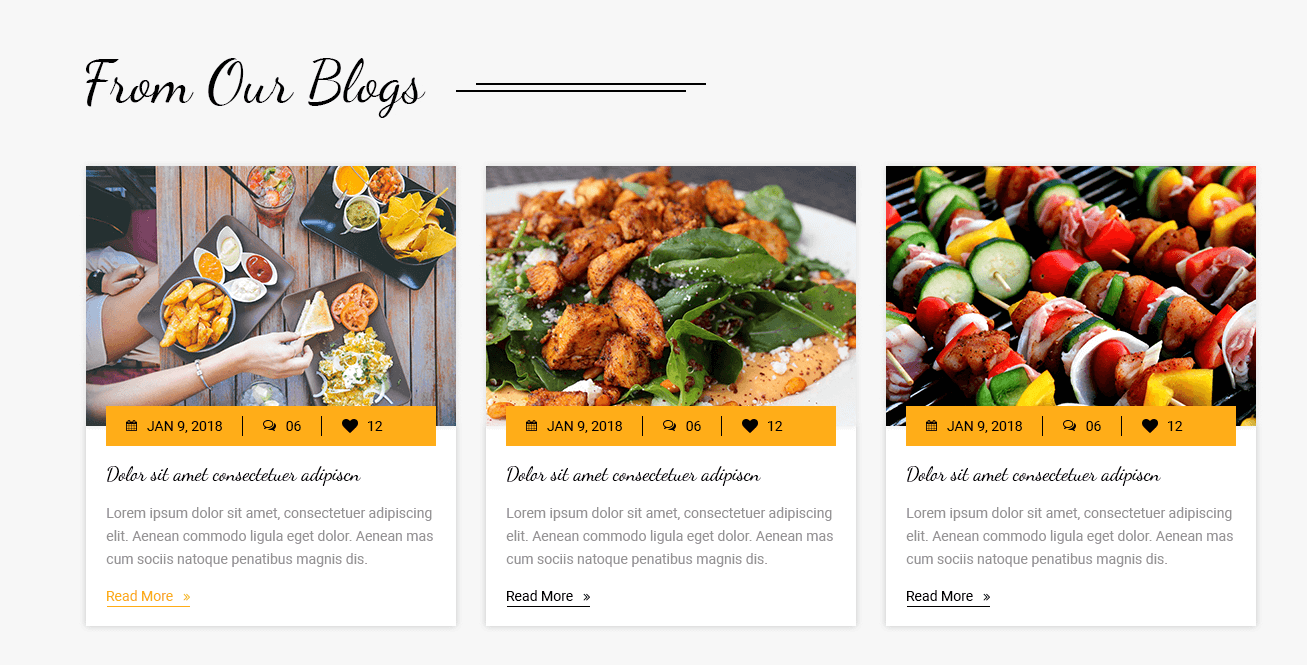 From Our Blogs
JAN 9, 2018 06 12
Dolor sit amet consectetuer adipiscn
Lorem ipsum dolor sit amet, consectetuer adipiscing
elit. Aenean commodo ligula eget dolor. Aenean mas
cum sociis natoque penatibus magnis dis.
Read More »
JAN 9, 2018 06 12
Dolor sit amet consectetuer adipiscn
Lorem ipsum dolor sit amet, consectetuer adipiscing
elit. Aenean commodo ligula eget dolor. Aenean mas
cum sociis natoque penatibus magnis dis.
Read More »
JAN 9, 2018 06 12
Dolor sit amet consectetuer adipiscn
Lorem ipsum dolor sit amet, consectetuer adipiscing
elit. Aenean commodo ligula eget dolor. Aenean mas
cum sociis natoque penatibus magnis dis.
Read More »